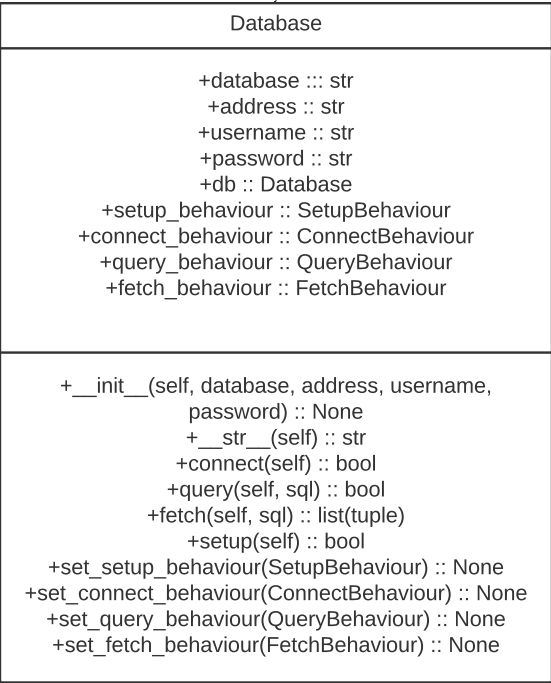 Database
+database ::: str
+address :: str
+username :: str
+password :: str
+db :: Database
+setup_behaviour :: SetupBehaviour
+connect_behaviour :: ConnectBehaviour
+query_behaviour :: QueryBehaviour
+fetch_behaviour :: FetchBehaviour
+__init__(self, database, address, username,
password) :: None
+__str__(self) :: str
+connect(self) :: bool
+query(self, sql) :: bool
+fetch(self, sql) :: list(tuple)
+setup(self) :: bool
+set_setup_behaviour(SetupBehaviour) :: None
+set_connect_behaviour(ConnectBehaviour) :: None
+set_query_behaviour(QueryBehaviour) :: None
+set_fetch_behaviour(FetchBehaviour) :: None